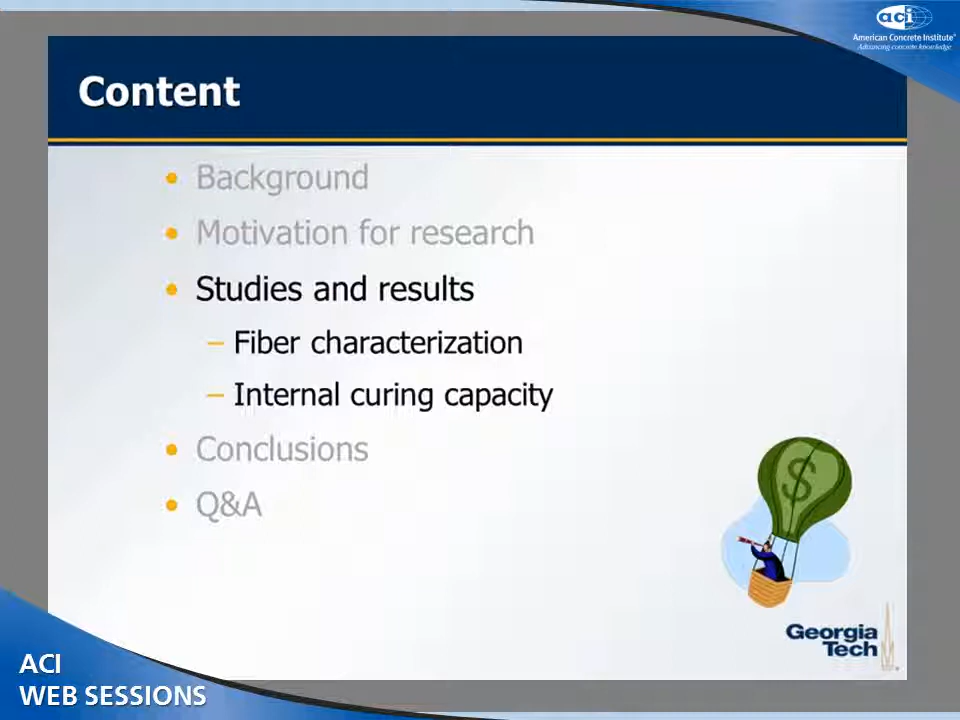 aci
American Concrete Institute®
Advancing concrete knowledge
Content
• Background
• Motivation for research
• Studies and results
– Fiber characterization
– Internal curing capacity
• Conclusions
• Q&A
$
Georgia
Tech
ACI
WEB SESSIONS